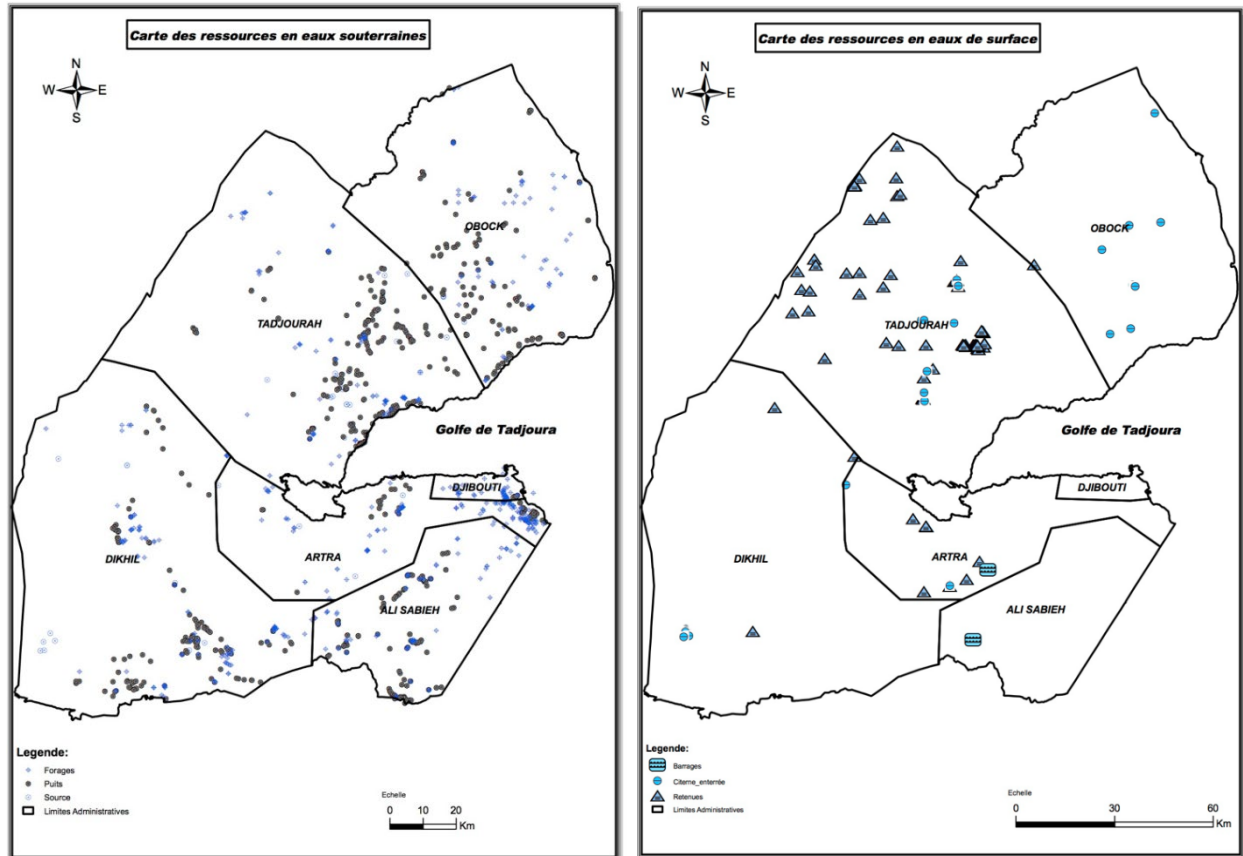 Carte des ressources en eaux souterraines
N
W E
S
OBOCK
TADJOURAH
Golfe de Tadjoura
DJIBOUTI
DIKHIL
ARTRA
ALI SABIEH
Legende:
Forages
Puits
Source
Limites Administratives
Echelle
0 10 20
Km
Carte des ressources en eaux de surface
N
W E
S
OBOCK
TADJOURAH
Golfe de Tadjoura
DJIBOUTI
DIKHIL
ARTRA
ALI SABIEH
Legende:
Barrages
Citerne_enterrée
Retenues
Limites Administratives
Echelle
0 30 60
Km